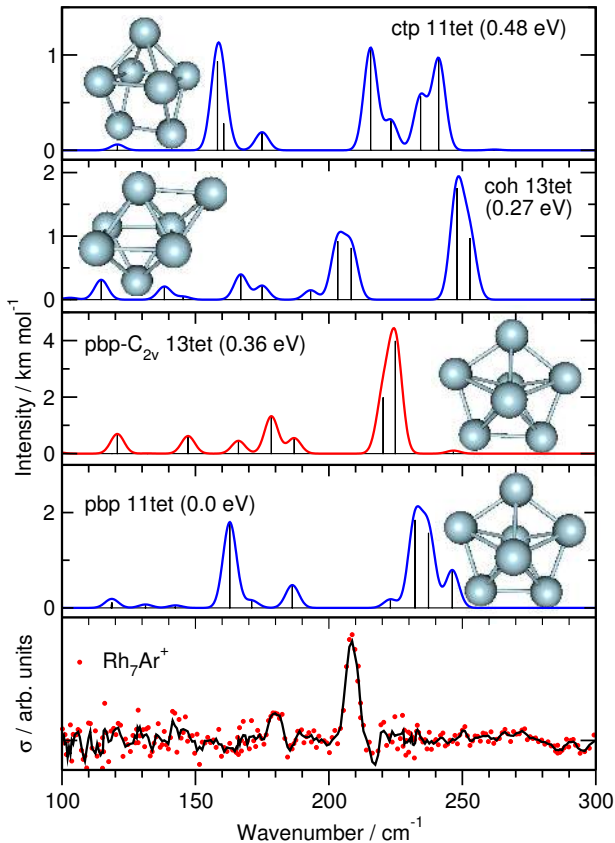 ctp 11tet (0.48 eV)
1
0
coh 13tet
(0.27 eV)
2
1
0
pbp-C2v 13tet (0.36 eV)
4
2
0
pbp 11tet (0.0 eV)
2
0
Intensity / km mol-1
Rh7Ar+
σ / arb. units
100 150 200 250 300
Wavenumber / cm-1